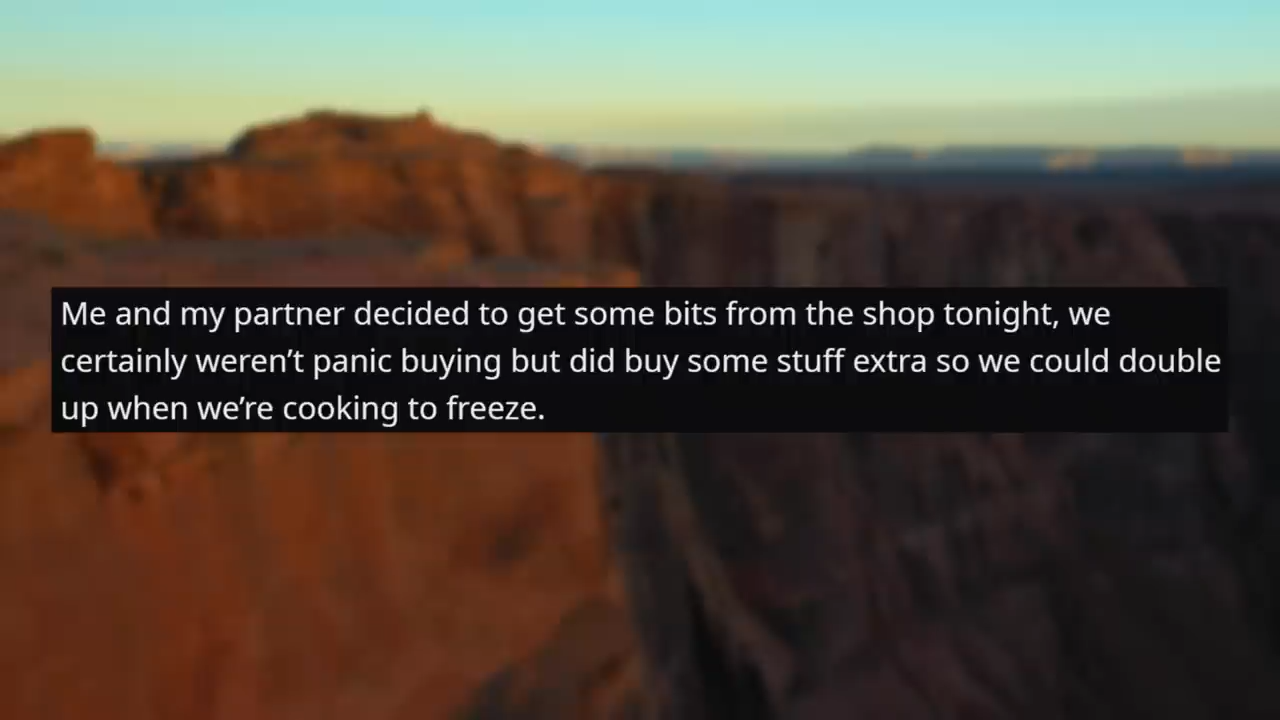 Me and my partner decided to get some bits from the shop tonight, we
certainly weren’t panic buying but did buy some stuff extra so we could double
up when we’re cooking to freeze.